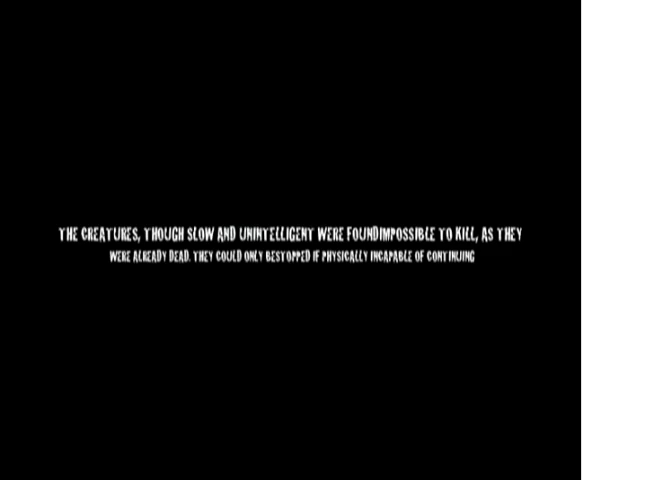 THE CREATURES, THOUGH SLOW AND UNINTELLIGENT WERE FOUNDIMPOSSIBLE TO KILL, AS THEY
WERE ALREADY DEAD. THEY COULD ONLY BESTOPPED IF PHYSICALLY INCAPABLE OF CONTINUING